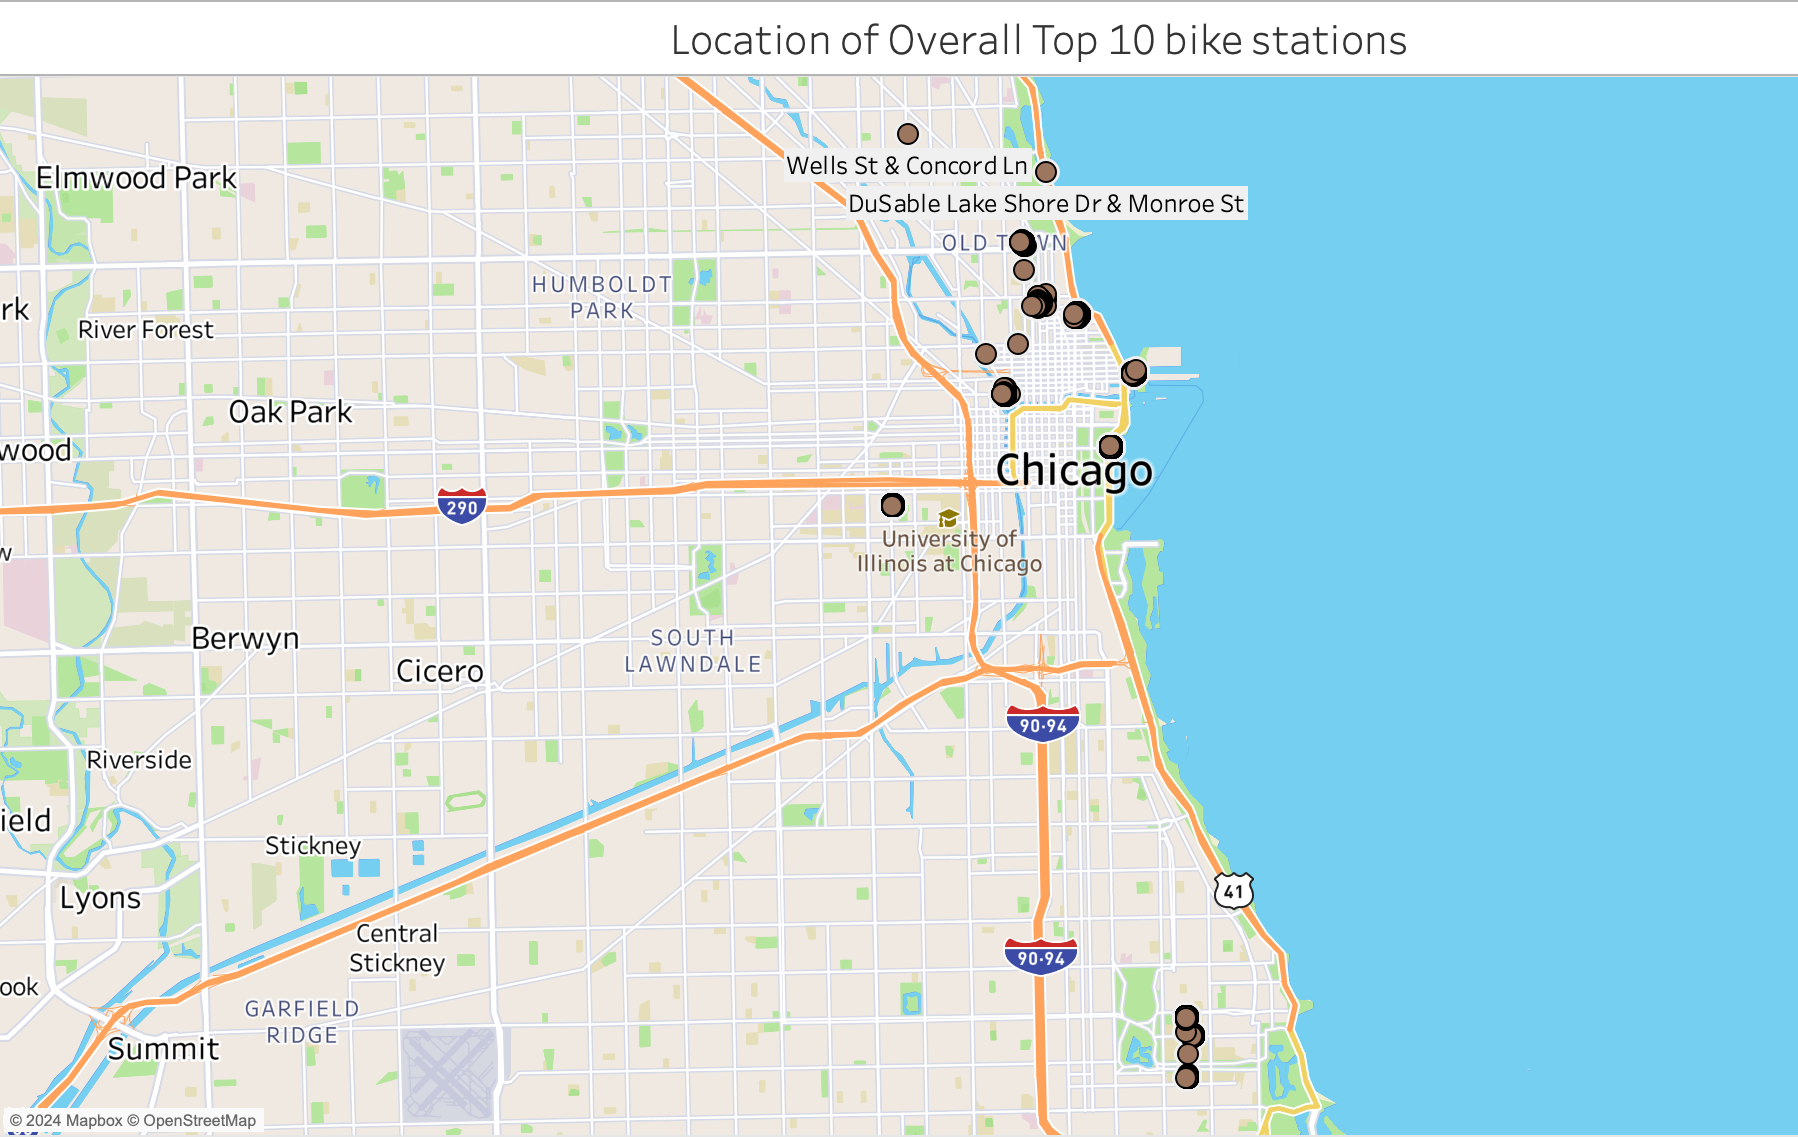 Location of Overall Top 10 bike stations
Wells St & Concord Ln
Elmwood Park
DuSable Lake Shore Dr & Monroe St
OLD TOWN
HUMBOLDT
PARK
rk
River Forest
Oak Park
wood
Chicago
290
University of
Illinois at Chicago
w
Berwyn
SOUTH
LAWNDALE
Cicero
90·94
Riverside
ield
Stickney
Lyons
41
Central
Stickney
90·94
ook
GARFIELD
RIDGE
Summit
© 2024 Mapbox © OpenStreetMap